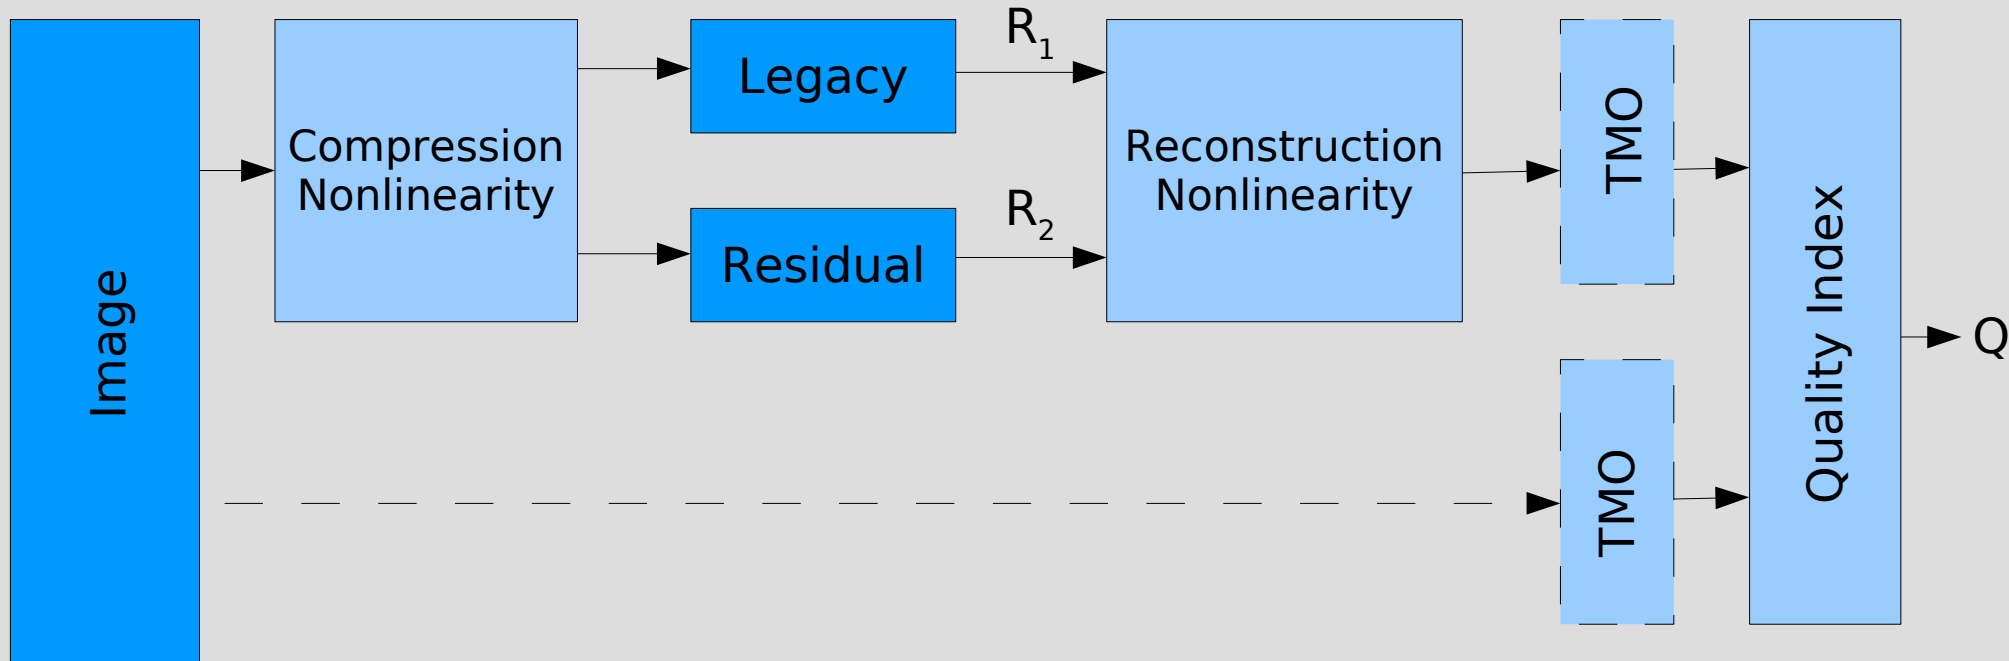 Image
Compression
Nonlinearity
Legacy
Residual
R1
R2
Reconstruction
Nonlinearity
TMO
TMO
Quality Index
Q